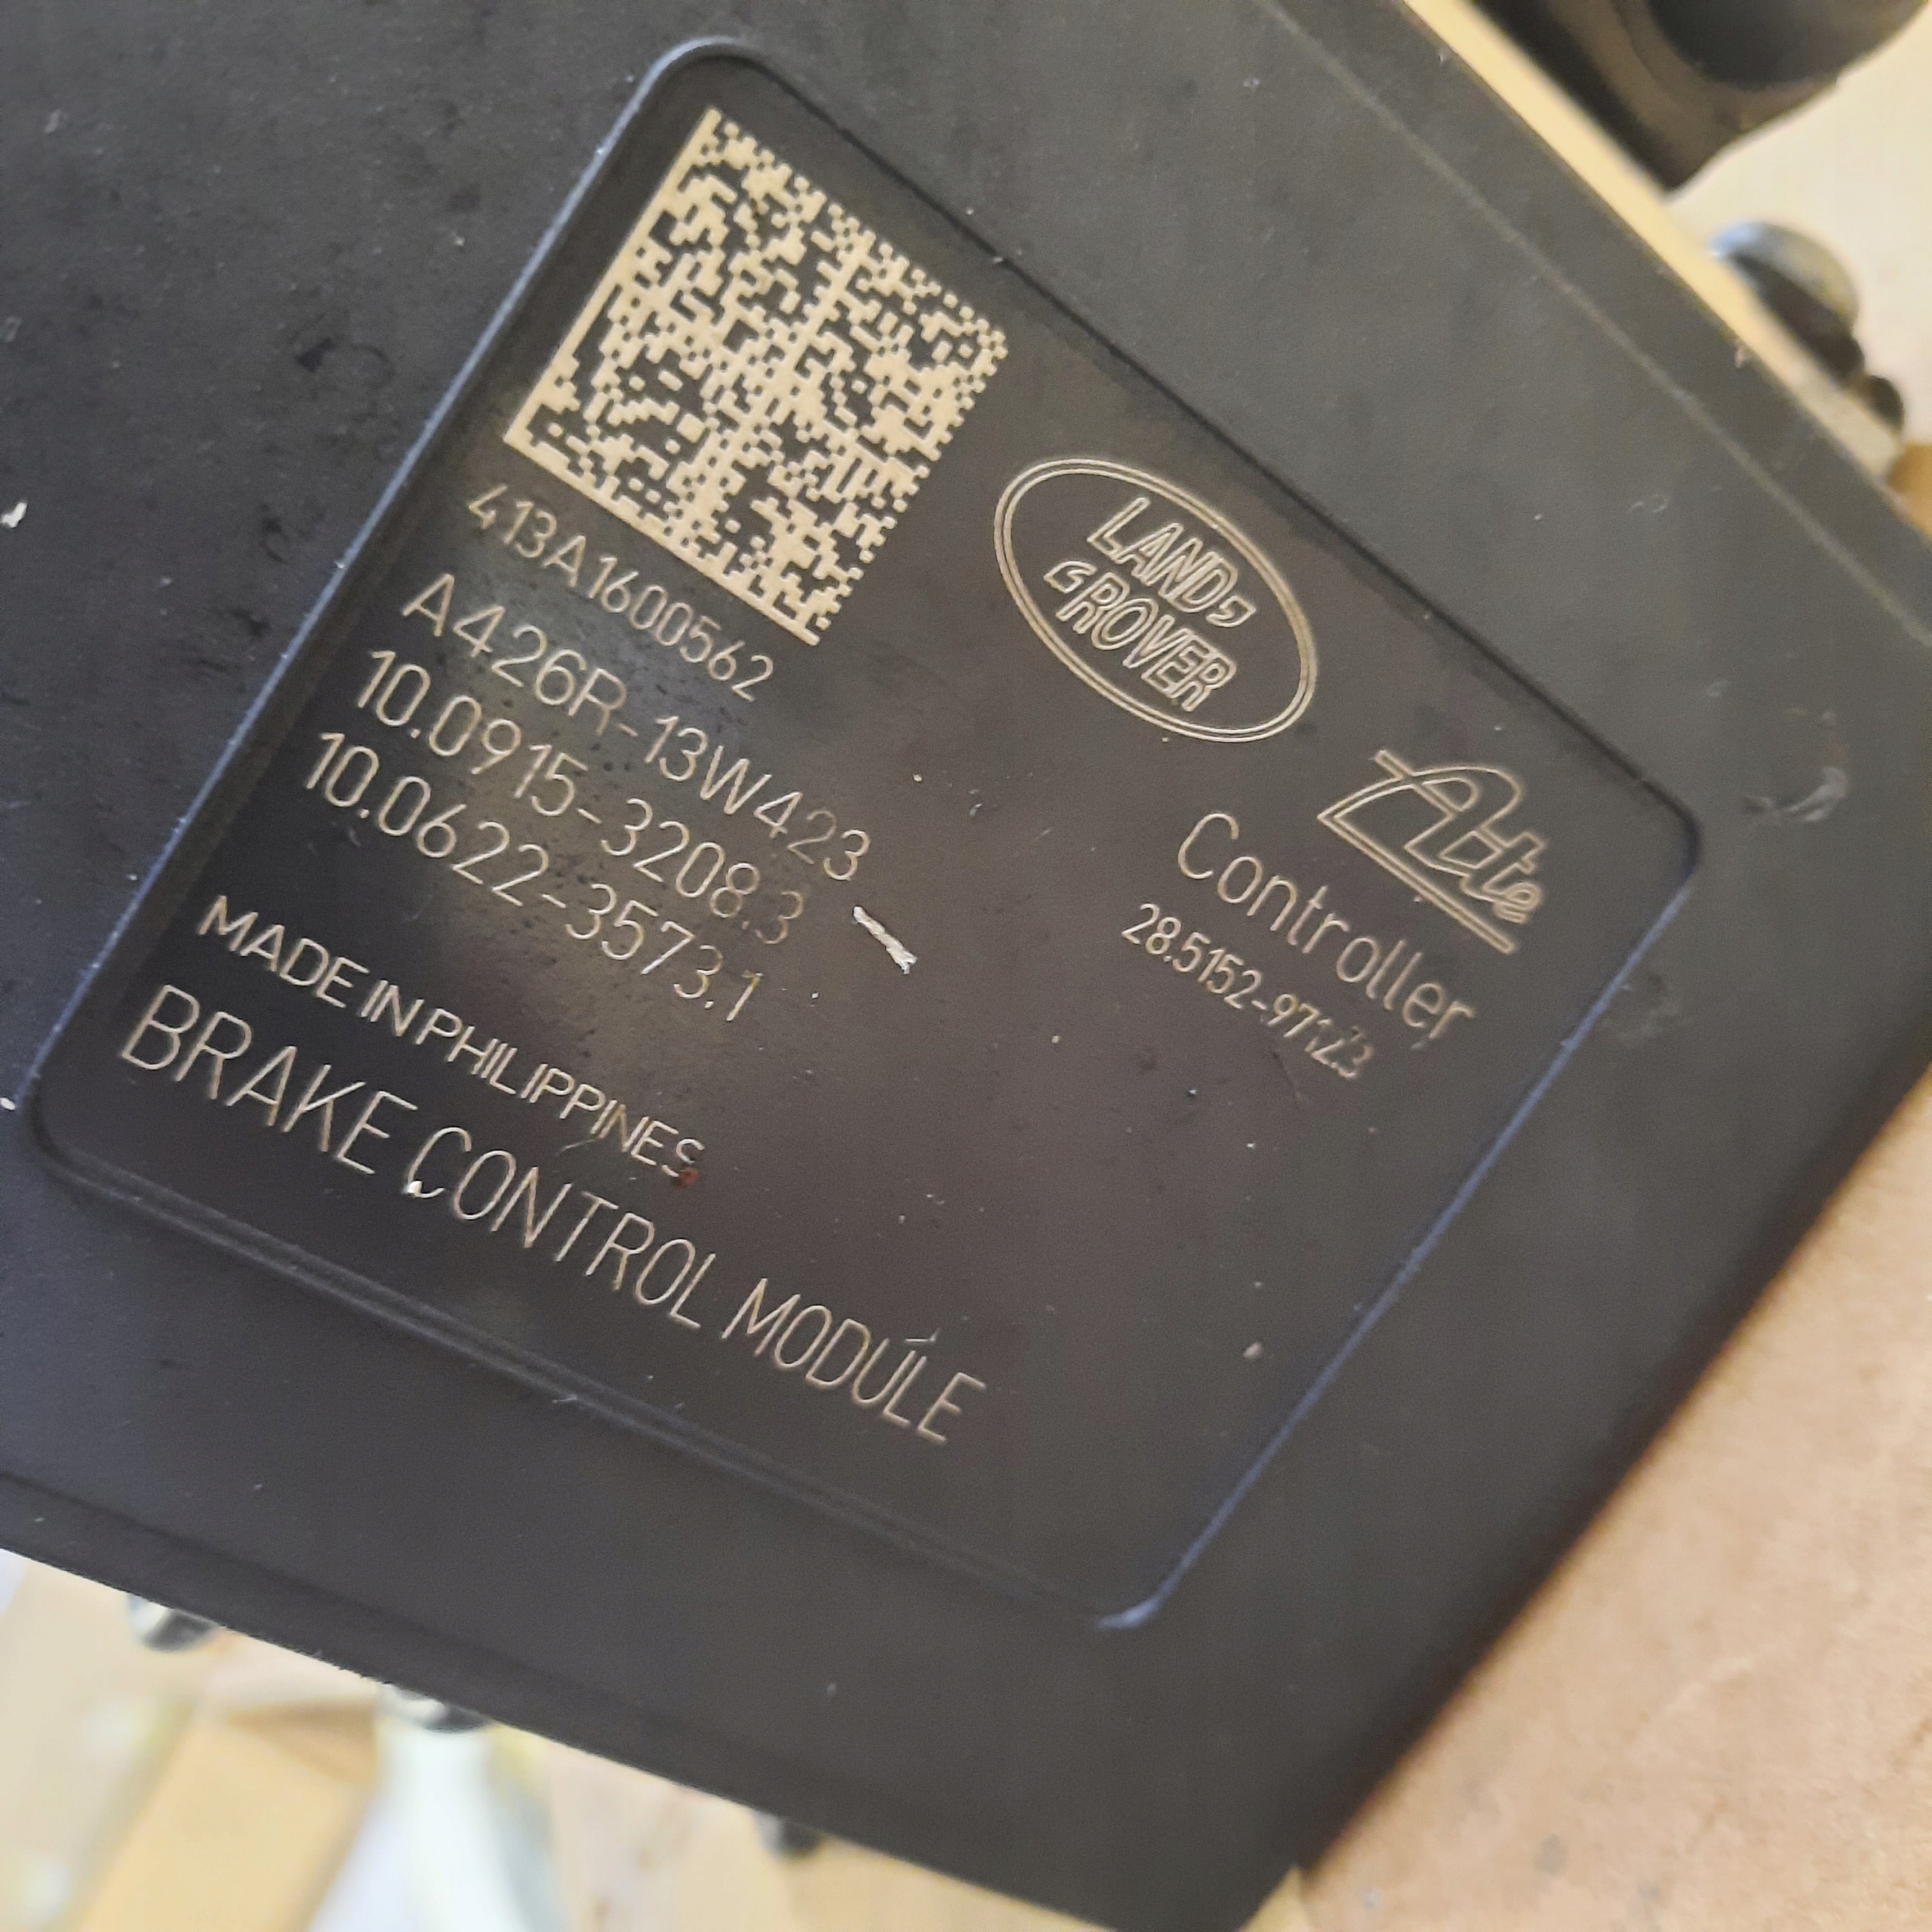 413A1600562
A426R-13W423
10.0915-3208.3
10.0622-3573.1
MADE IN PHILIPPINES
BRAKE CONTROL MODULE
LAND
ROVER
Ate
Controller
28.5152-9712.3